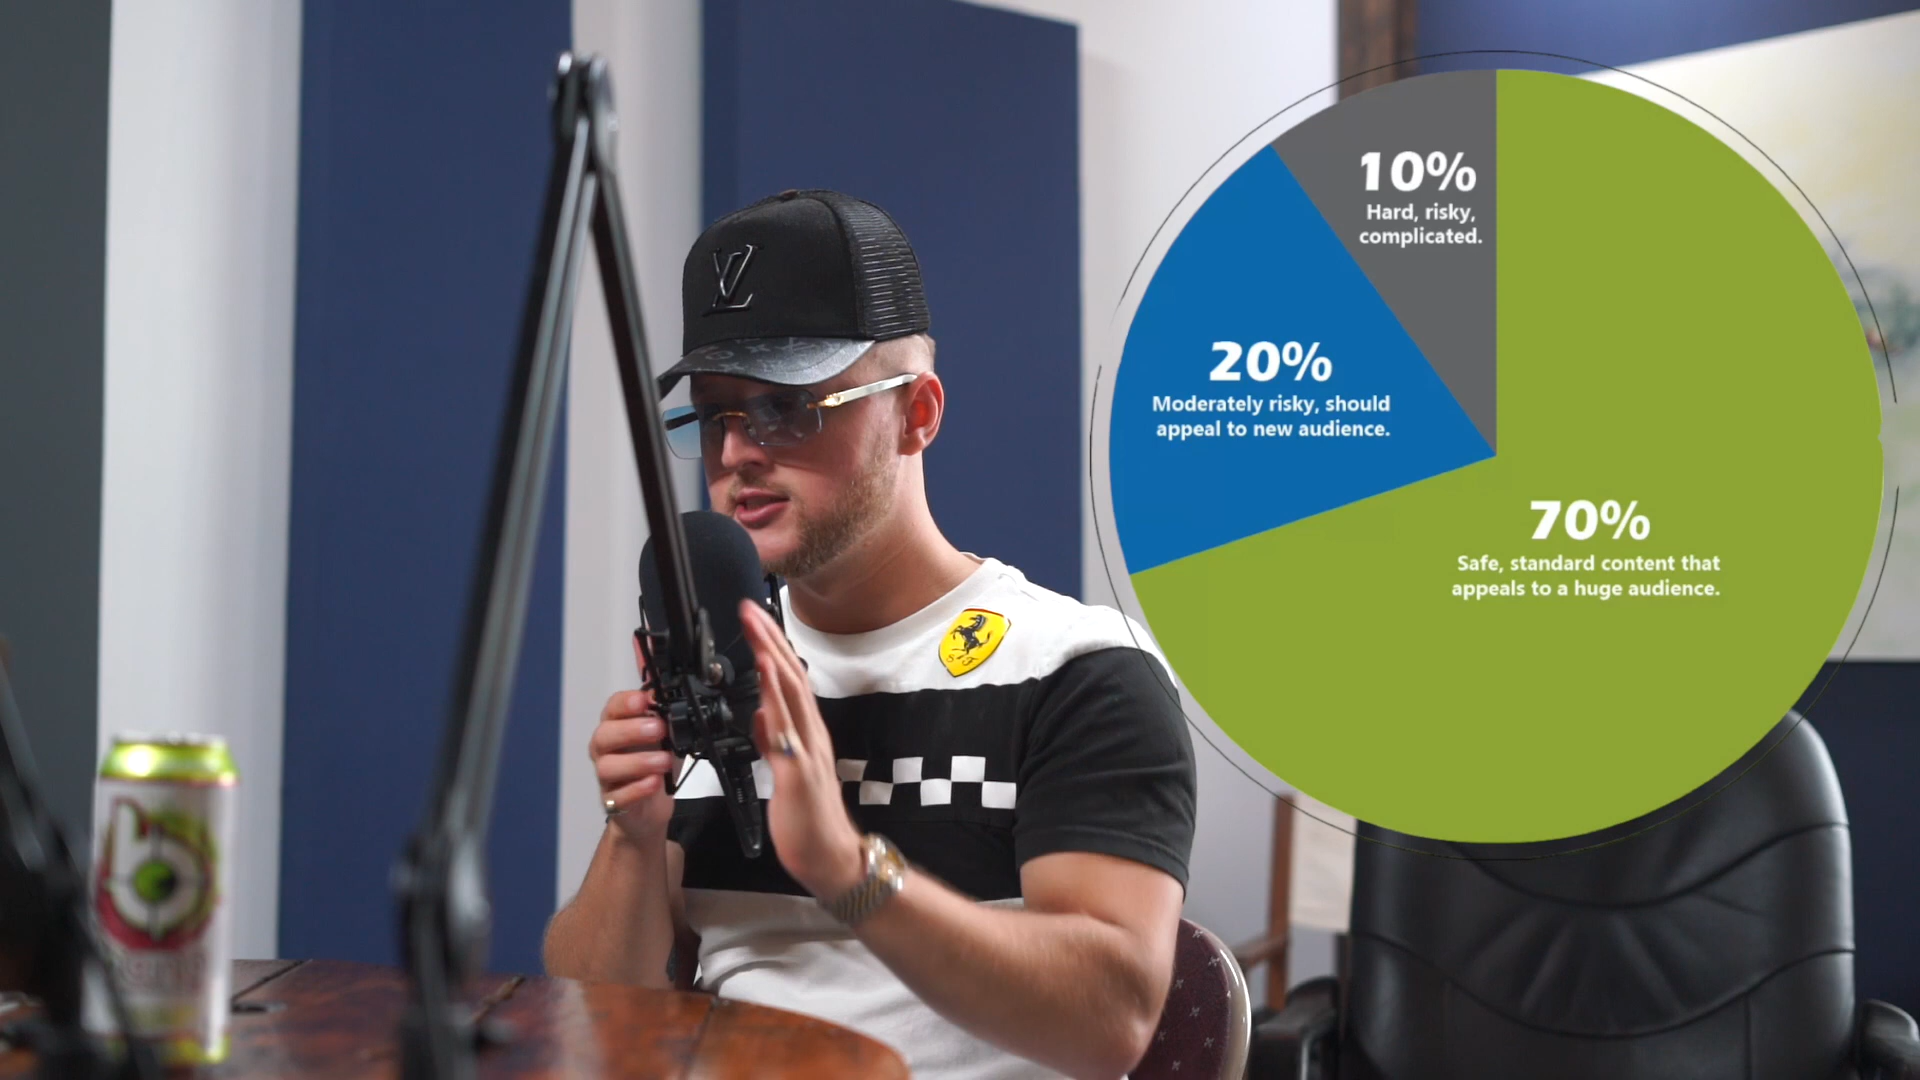 10%
Hard, risky,
complicated.
20%
Moderately risky, should
appeal to new audience.
70%
Safe, standard content that
appeals to a huge audience.
LV
S F